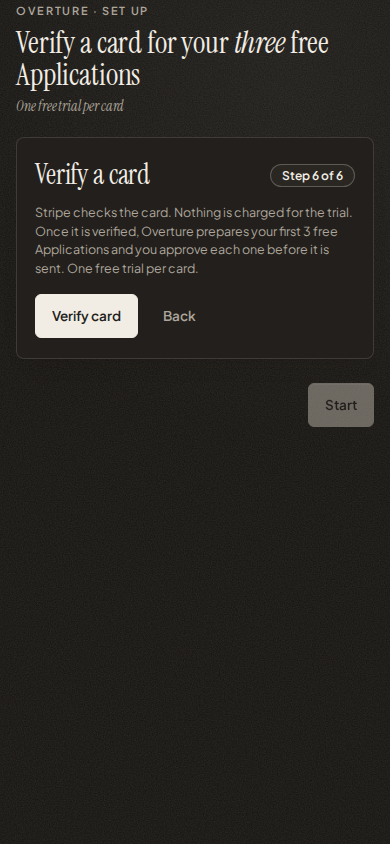 OVERTURE · SET UP
Verify a card for your three free
Applications
One free trial per card
Verify a card
Step 6 of 6
Stripe checks the card. Nothing is charged for the trial.
Once it is verified, Overture prepares your first 3 free
Applications and you approve each one before it is
sent. One free trial per card.
Verify card
Back
Start